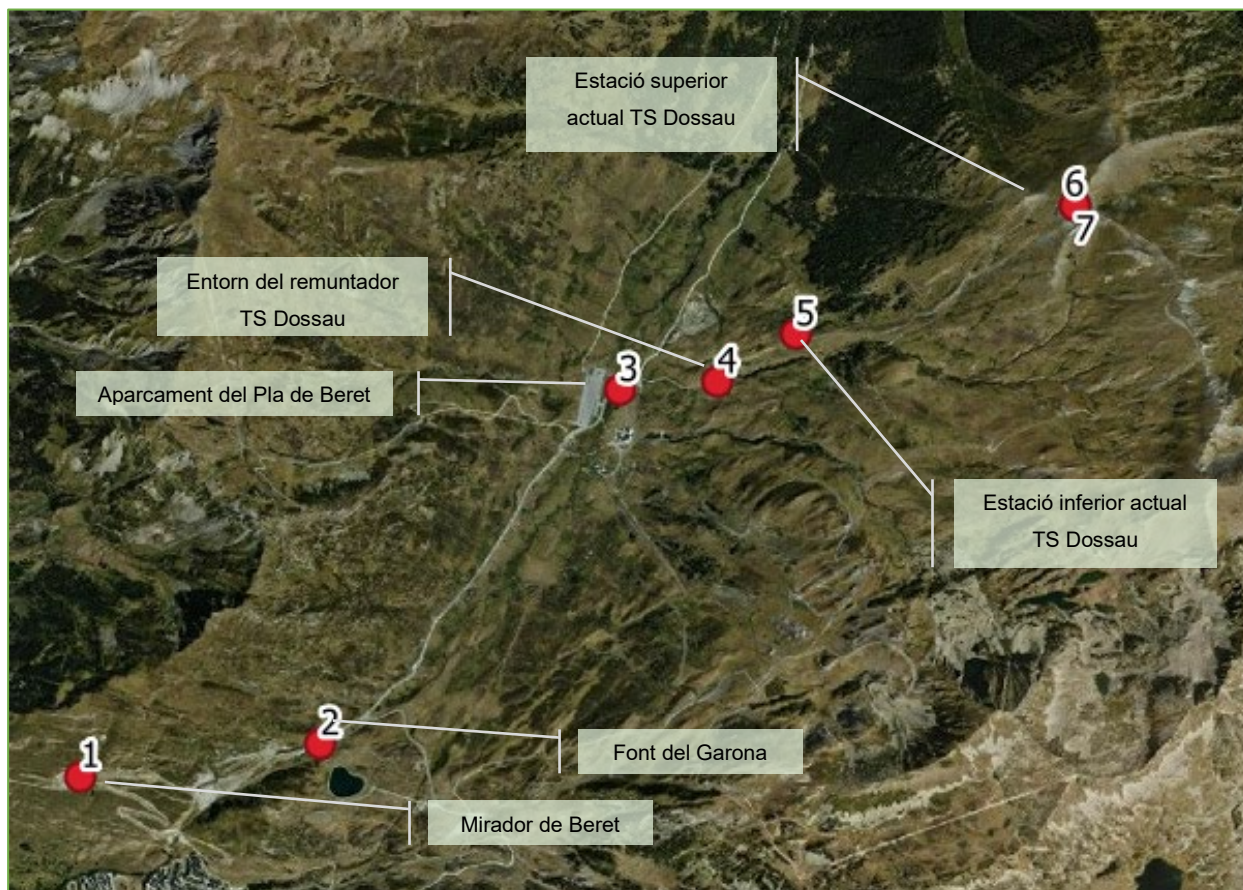 Estació superior
actual TS Dossau
6
7
Entorn del remuntador
TS Dossau
5
4
3
Aparcament del Pla de Beret
Estació inferior actual
TS Dossau
2
Font del Garona
1
Mirador de Beret